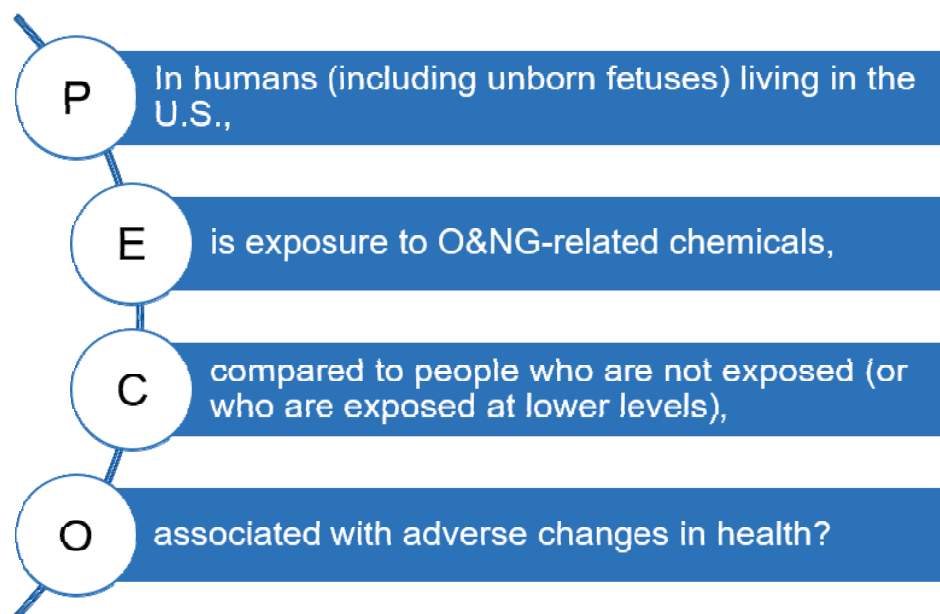 P
In humans (including unborn fetuses) living in the
U.S.,
E
is exposure to O&NG-related chemicals,
C
compared to people who are not exposed (or
who are exposed at lower levels),
O
associated with adverse changes in health?